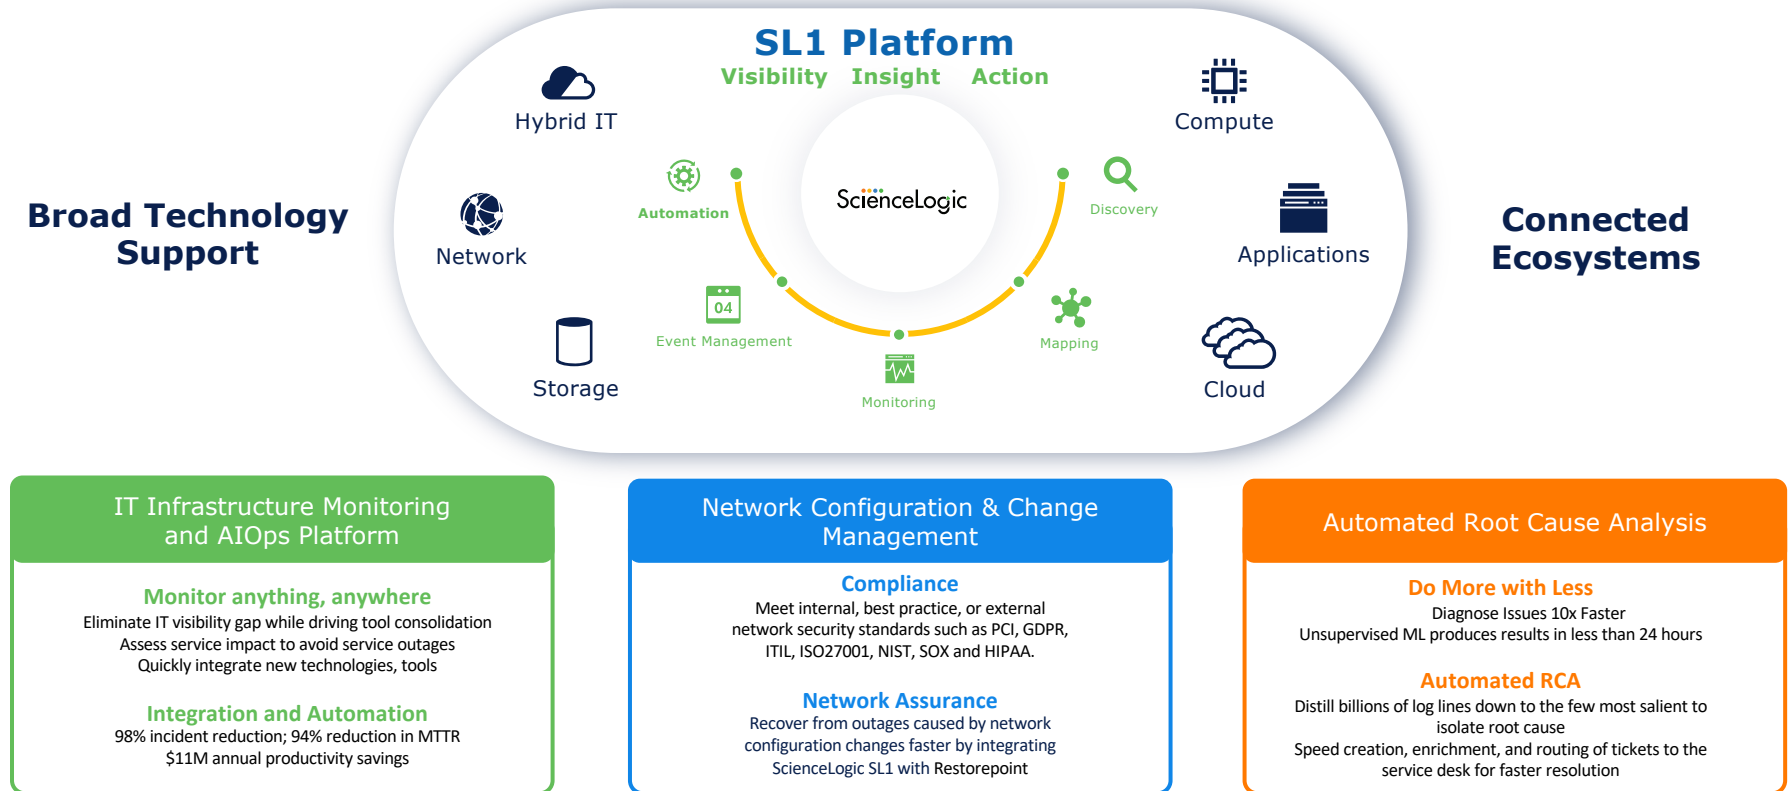 SL1 Platform
Visibility Insight Action
Hybrid IT
Compute
Automation
ScienceLogic
Discovery
Broad Technology
Support
Network
Applications
Connected
Ecosystems
04
Event Management
Mapping
Storage
Monitoring
Cloud
IT Infrastructure Monitoring
and AIOps Platform
Monitor anything, anywhere
Eliminate IT visibility gap while driving tool consolidation
Assess service impact to avoid service outages
Quickly integrate new technologies, tools
Integration and Automation
98% incident reduction; 94% reduction in MTTR
$11M annual productivity savings
Network Configuration & Change
Management
Compliance
Meet internal, best practice, or external
network security standards such as PCI, GDPR,
ITIL, ISO27001, NIST, SOX and HIPAA.
Network Assurance
Recover from outages caused by network
configuration changes faster by integrating
ScienceLogic SL1 with Restorepoint
Automated Root Cause Analysis
Do More with Less
Diagnose Issues 10x Faster
Unsupervised ML produces results in less than 24 hours
Automated RCA
Distill billions of log lines down to the few most salient to
isolate root cause
Speed creation, enrichment, and routing of tickets to the
service desk for faster resolution